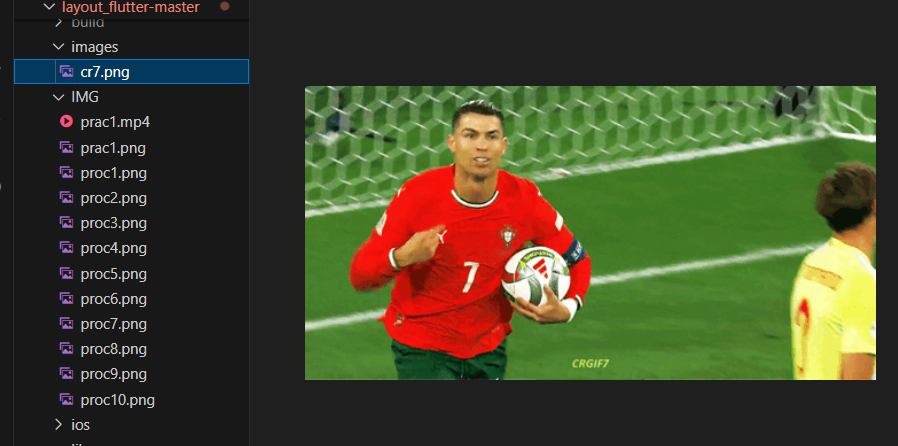 layout_flutter-master
build
images
cr7.png
IMG
prac1.mp4
prac1.png
proc1.png
proc2.png
proc3.png
proc4.png
proc5.png
proc6.png
proc7.png
proc8.png
proc9.png
proc10.png
ios
7
CRGIF7